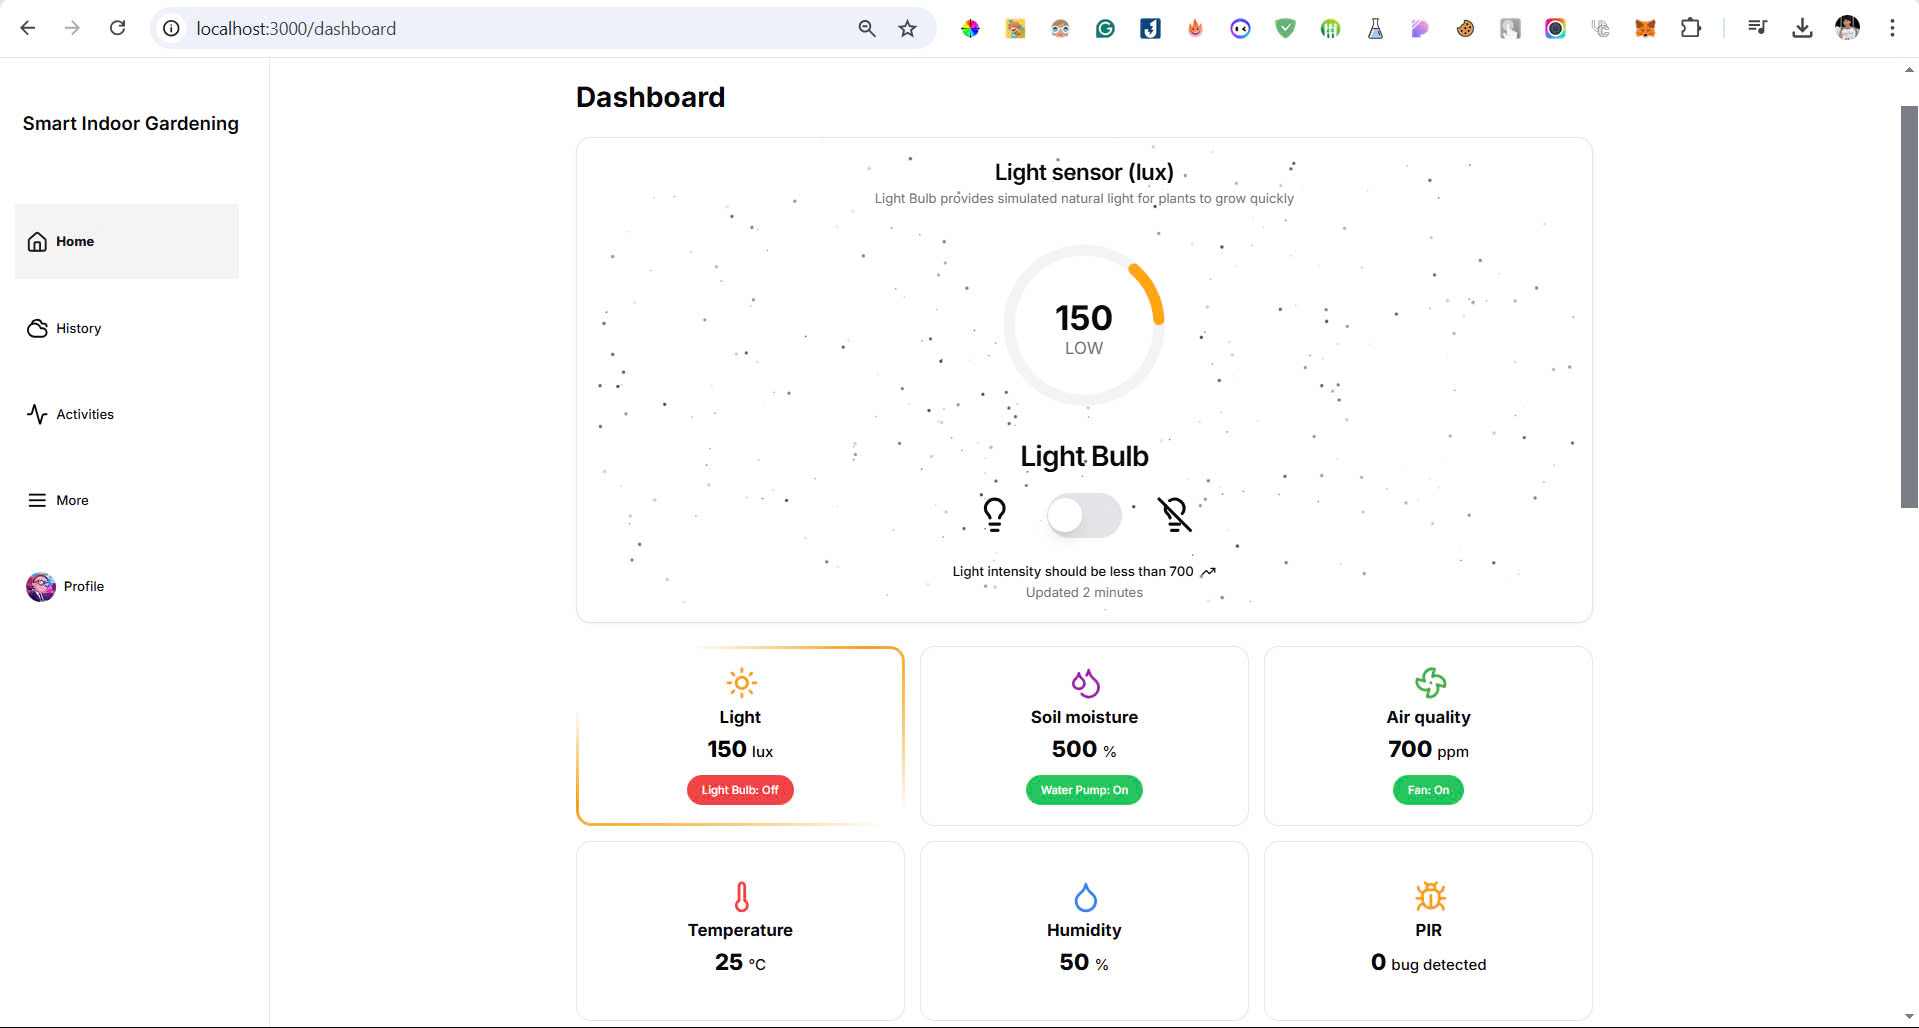 localhost:3000/dashboard
Smart Indoor Gardening
Home
History
Activities
More
Profile
Dashboard
Light sensor (lux)
Light Bulb provides simulated natural light for plants to grow quickly
150
LOW
Light Bulb
Light intensity should be less than 700
Updated 2 minutes
Light
150 lux
Light Bulb: Off
Soil moisture
500 %
Water Pump: On
Air quality
700 ppm
Fan: On
Temperature
25 °C
Humidity
50 %
PIR
0 bug detected